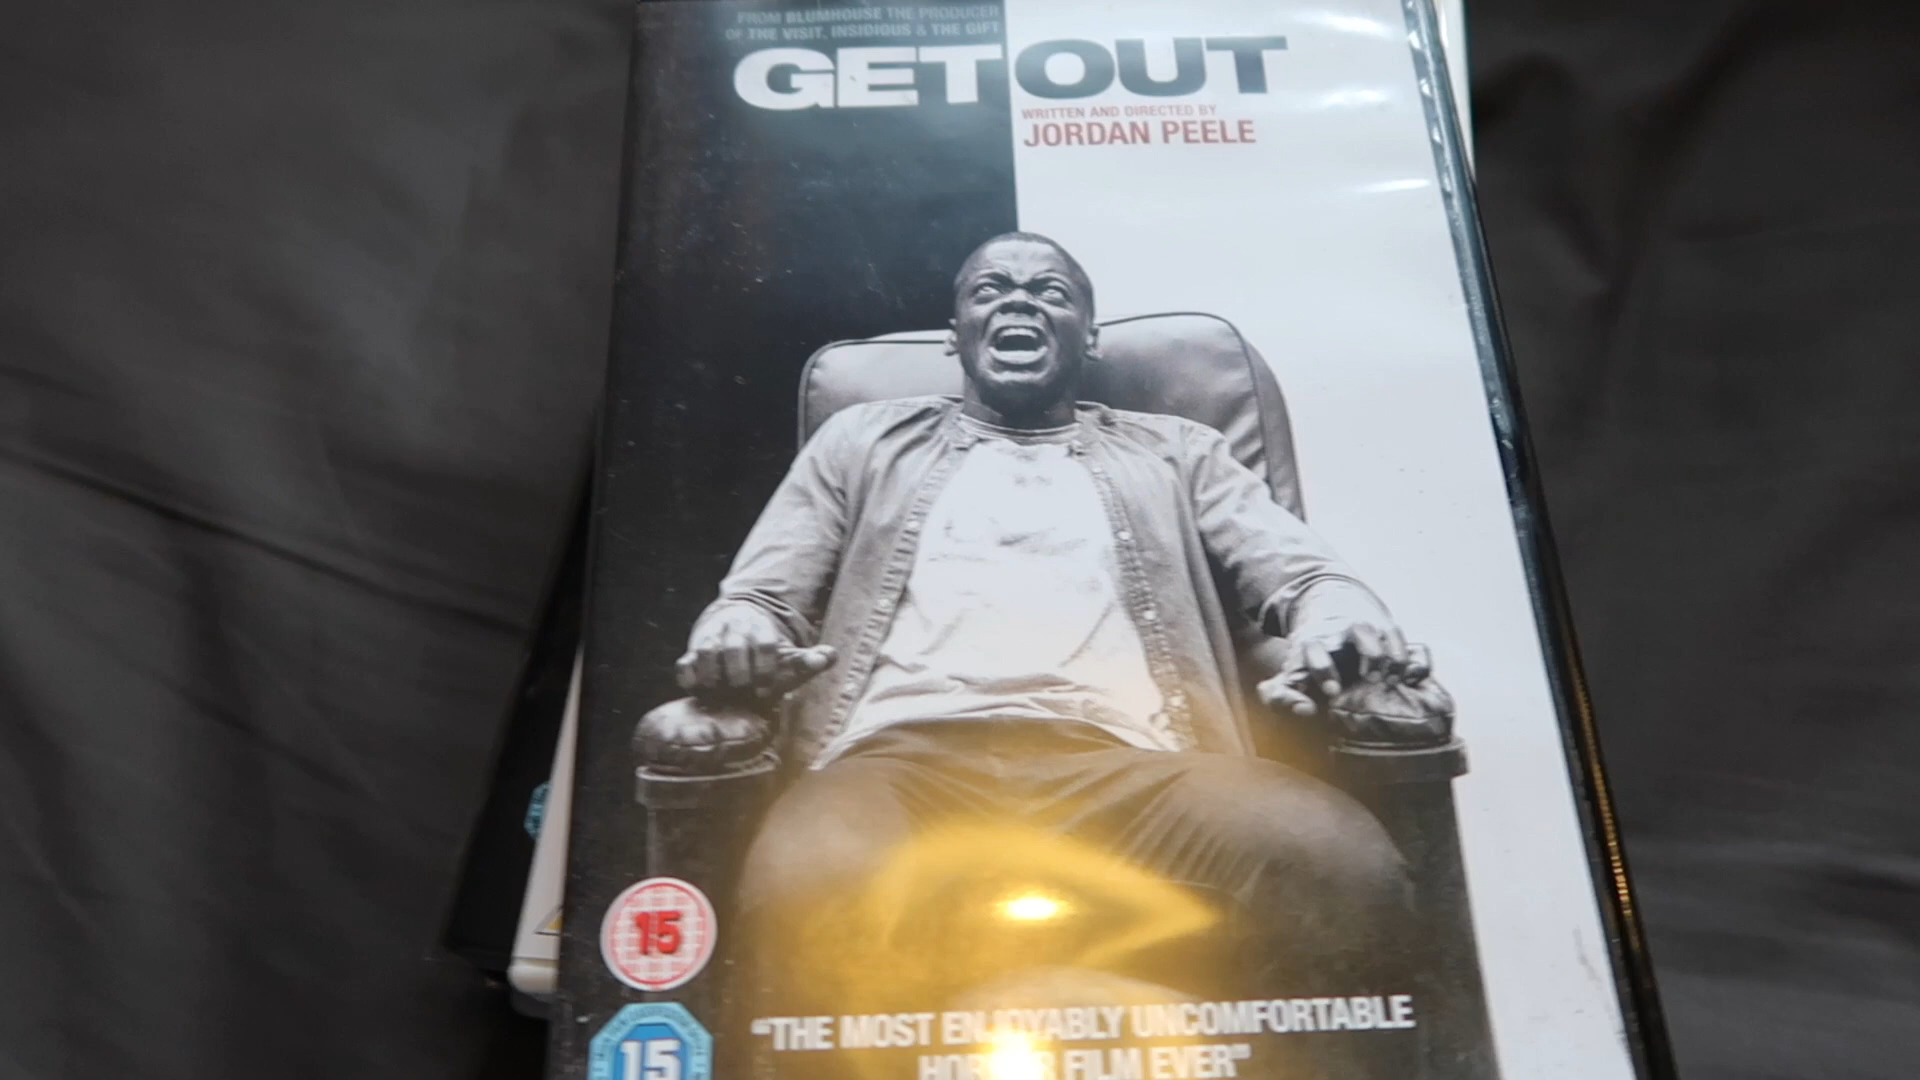 FROM BLUMHOUSE THE PRODUCER
OF THE VISIT, INSIDIOUS & THE GIFT
GET OUT
WRITTEN AND DIRECTED BY
JORDAN PEELE
15
15
"THE MOST ENJOYABLY UNCOMFORTABLE
HORROR FILM EVER"